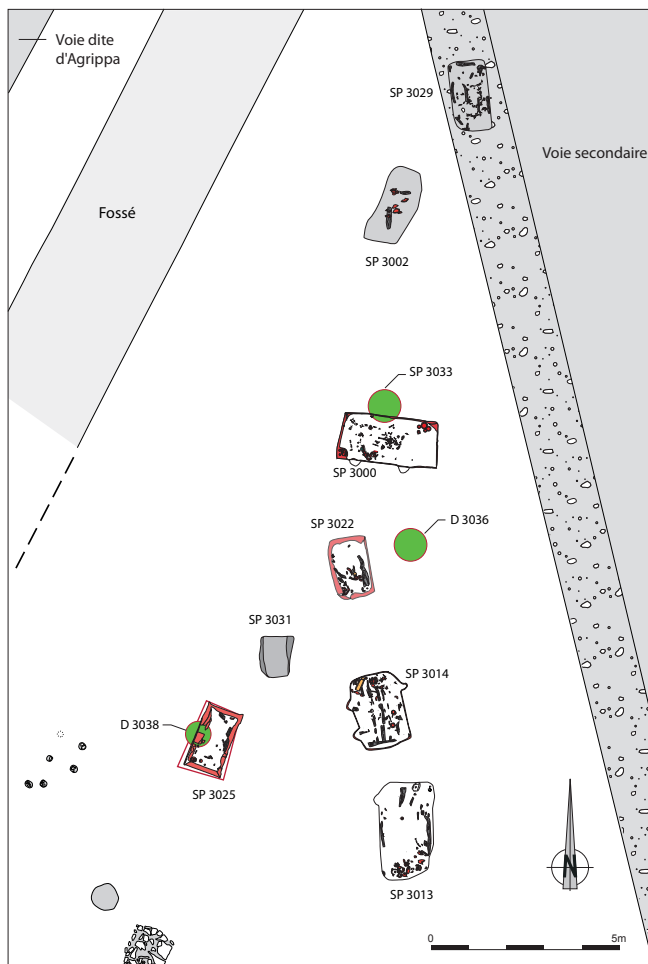 Voie dite
d'Agrippa
SP 3029
Voie secondaire
Fossé
SP 3002
SP 3033
SP 3000
SP 3022
D 3036
SP 3031
SP 3014
D 3038
SP 3025
SP 3013
N
0
5m